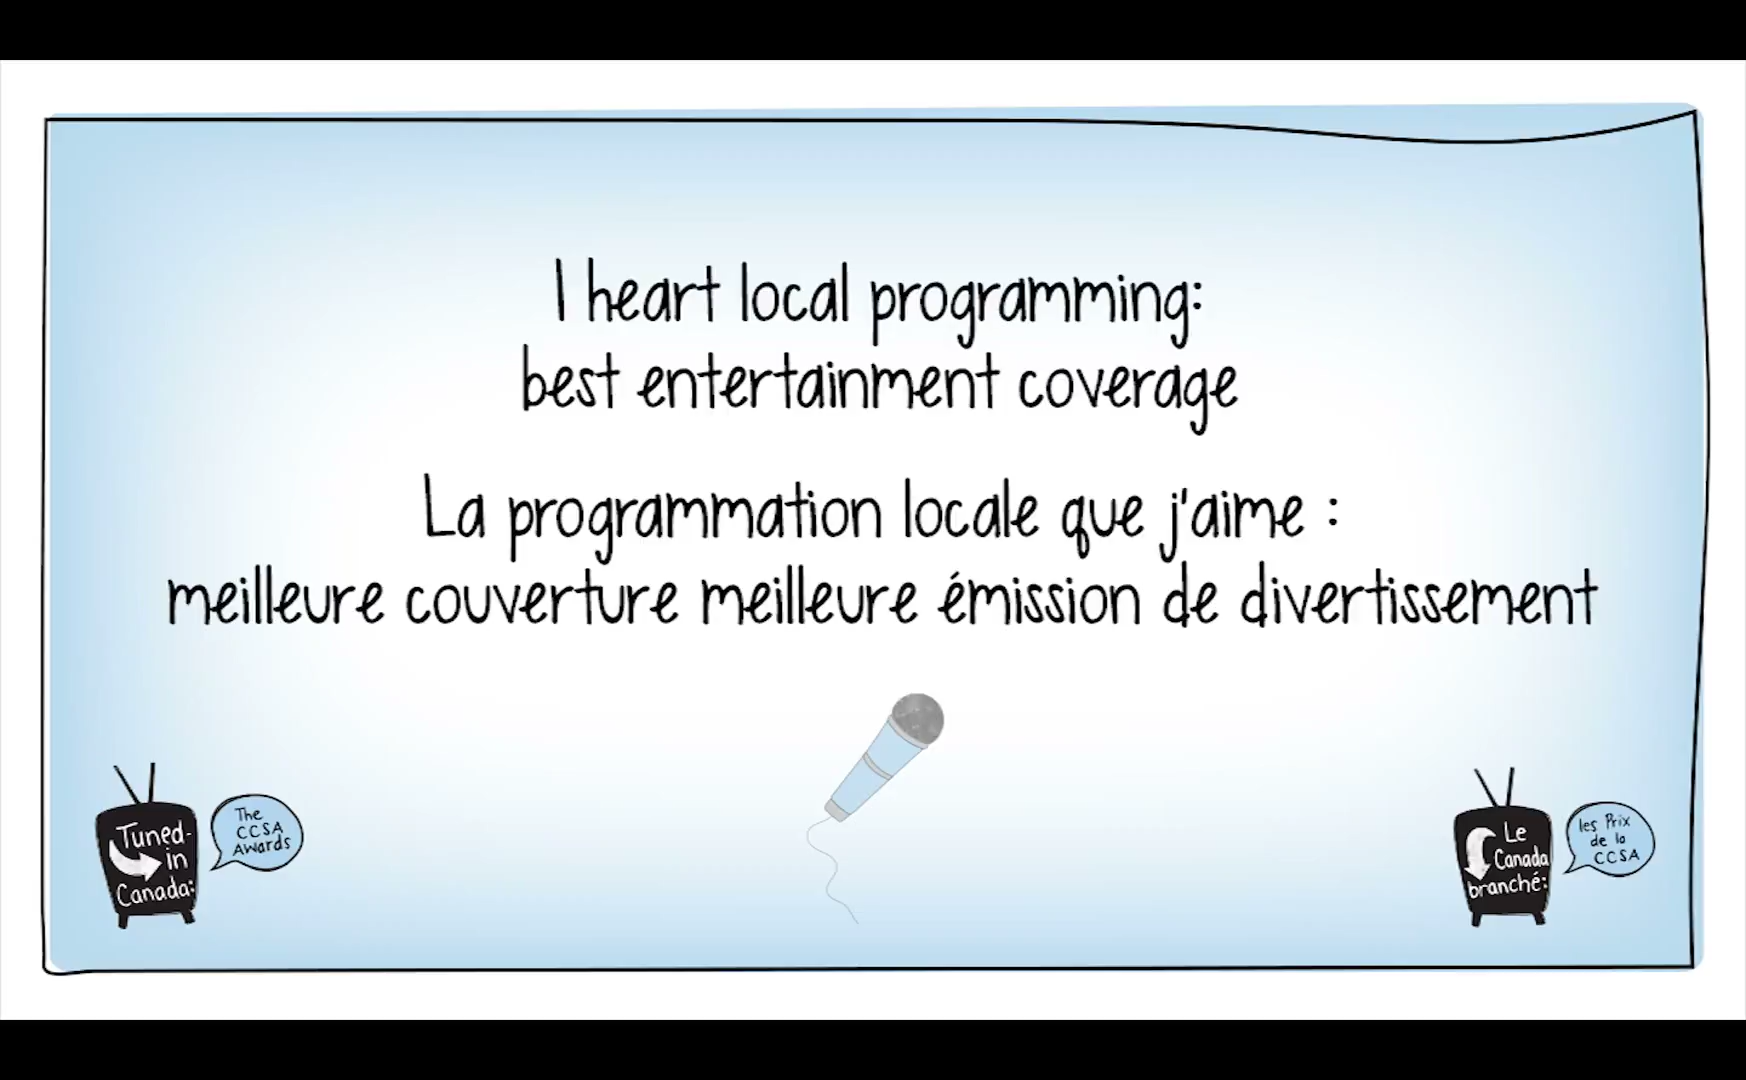 I heart local programming:
best entertainment coverage
La programmation locale que j'aime :
meilleure couverture meilleure émission de divertissement
Tuned-
in
Canada:
The
CCSA
Awards
Le
Canada
branché:
les Prix
de la
CCSA